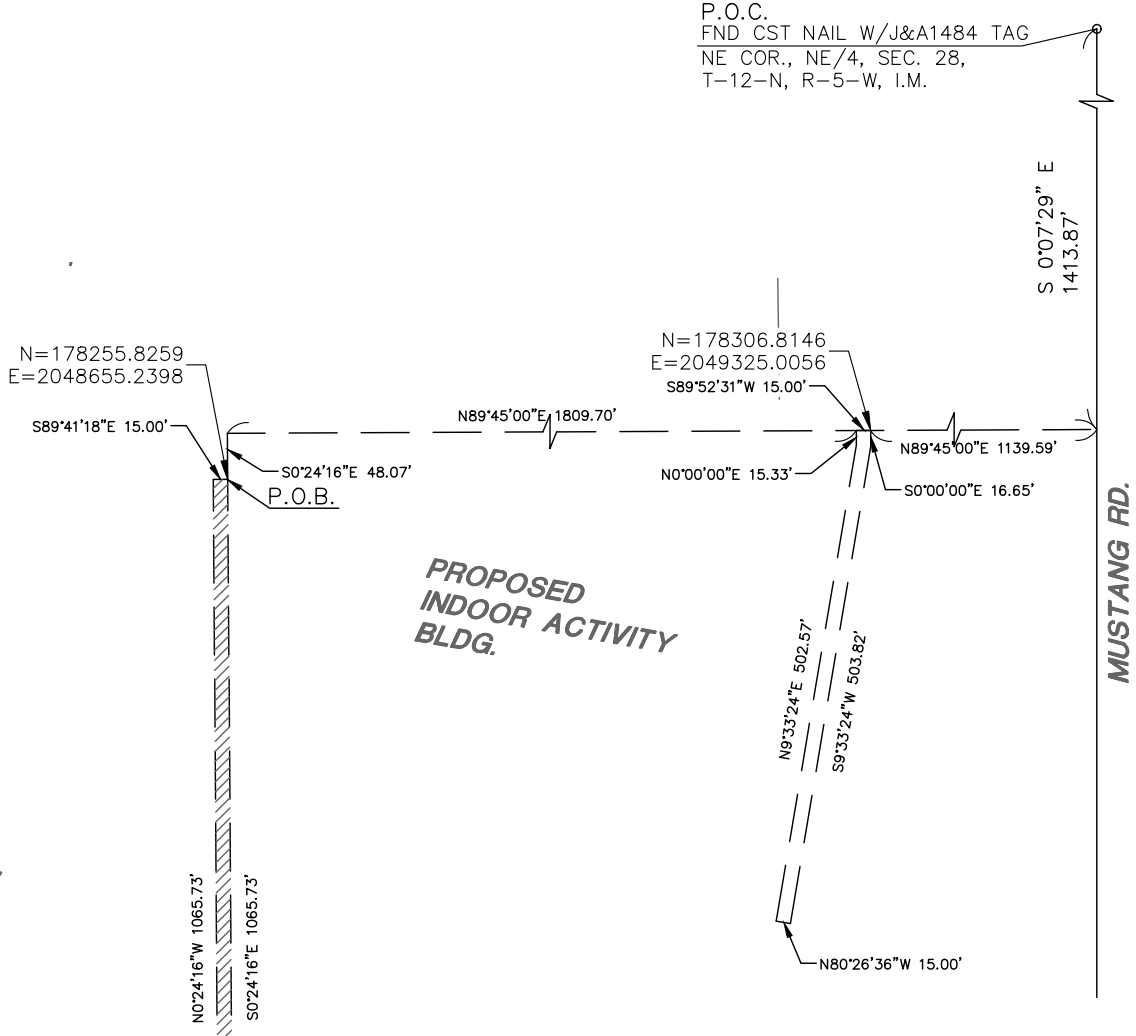 P.O.C.
FND CST NAIL W/J&A1484 TAG
NE COR., NE/4, SEC. 28,
T-12-N, R-5-W, I.M.
S 0°07'29" E
1413.87'
N=178255.8259
E=2048655.2398
N=178306.8146
E=2049325.0056
S89°52'31"W 15.00'
S89°41'18"E 15.00'
N89°45'00"E 1809.70'
N89°45'00"E 1139.59'
S0°24'16"E 48.07'
N0°00'00"E 15.33'
S0°00'00"E 16.65'
P.O.B.
MUSTANG RD.
PROPOSED
INDOOR ACTIVITY
BLDG.
N9°33'24"E 502.57'
S9°33'24"W 503.82'
N0°24'16"W 1065.73'
S0°24'16"E 1065.73'
N80°26'36"W 15.00'